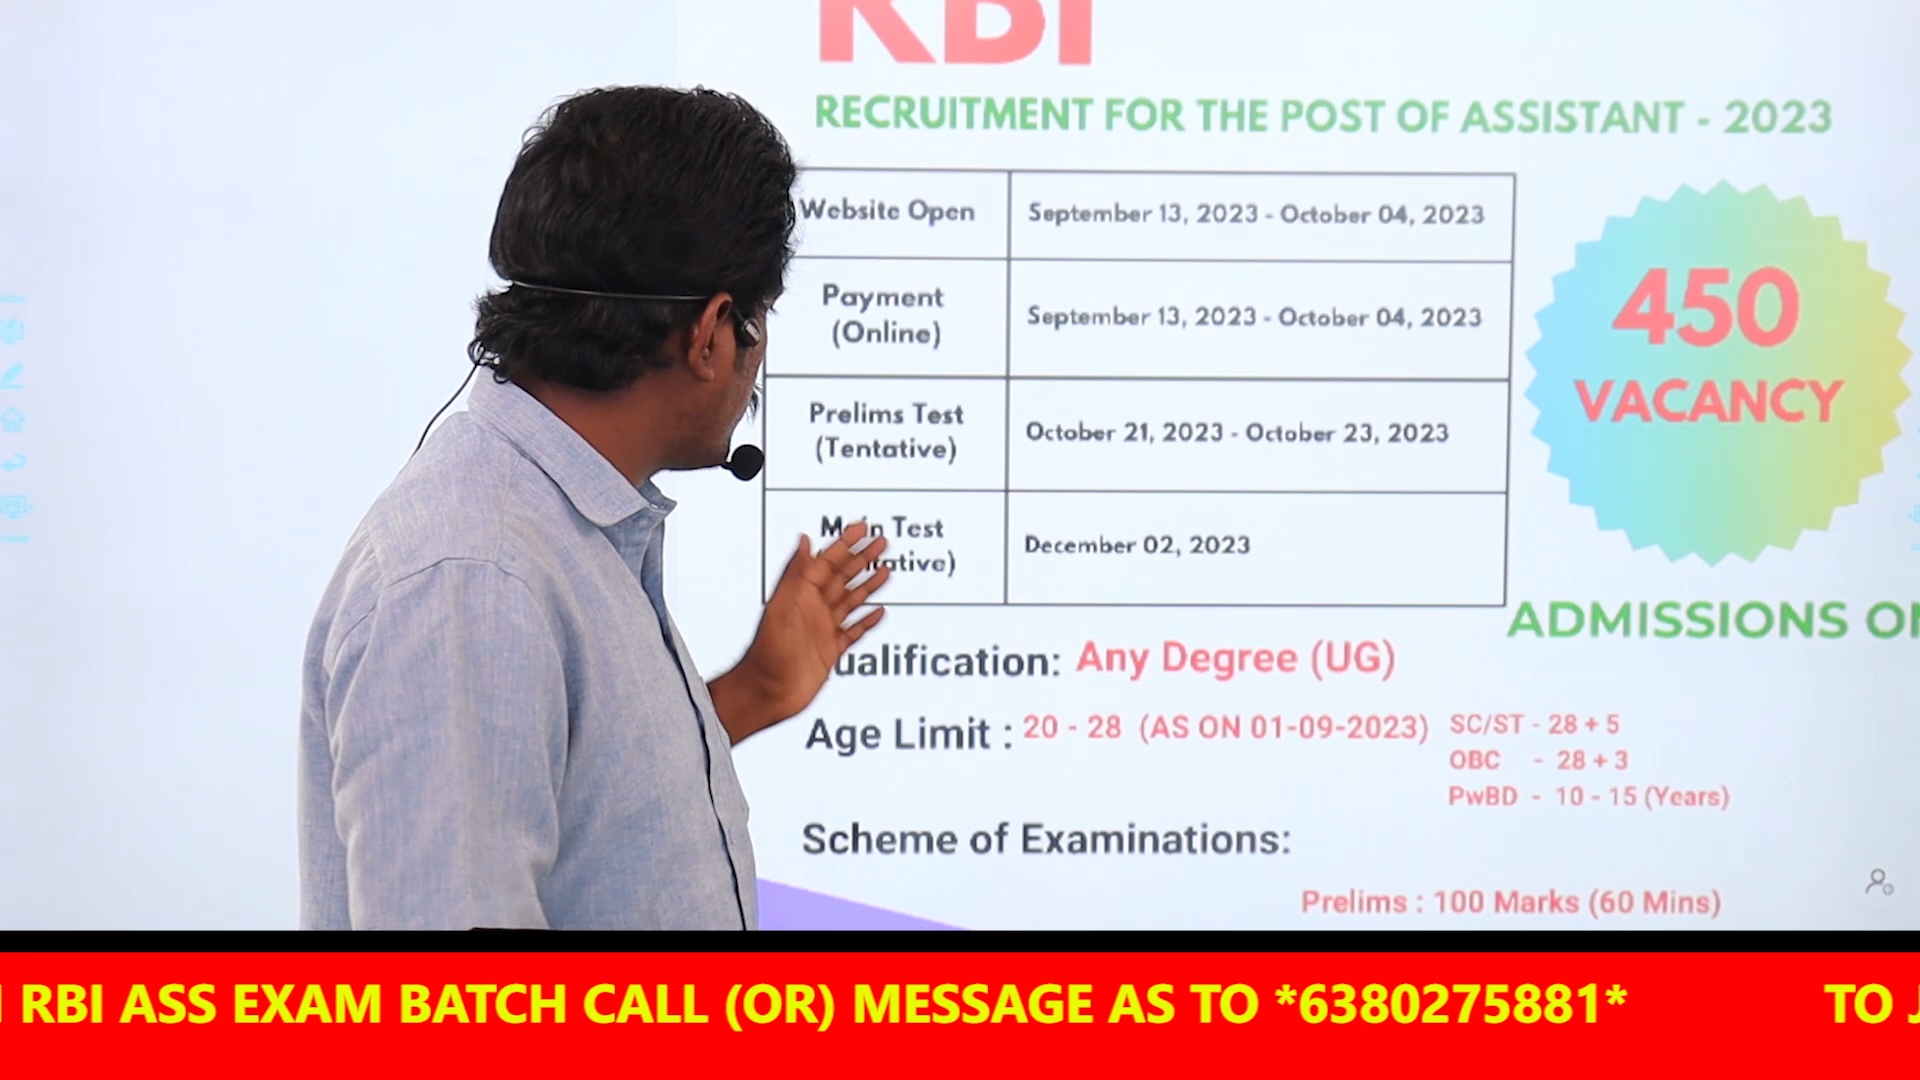 RBI
RECRUITMENT FOR THE POST OF ASSISTANT - 2023
Website Open
September 13, 2023 - October 04, 2023
Payment
(Online)
September 13, 2023 - October 04, 2023
Prelims Test
(Tentative)
October 21, 2023 - October 23, 2023
Main Test
December 02, 2023
450
VACANCY
ADMISSIONS
Qualification: Any Degree (UG)
Age Limit : 20 - 28 (AS ON 01-09-2023)
SC/ST - 28 + 5
OBC - 28 + 3
PwBD - 10 - 15 (Years)
Scheme of Examinations:
Prelims : 100 Marks (60 Mins)
RBI ASS EXAM BATCH CALL (OR) MESSAGE AS TO *6380275881* TO